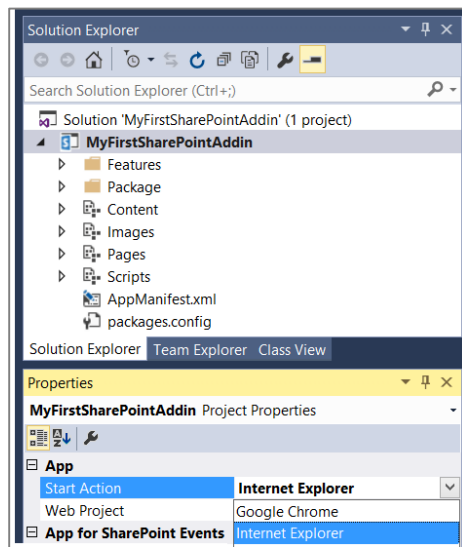 Solution Explorer
Search Solution Explorer (Ctrl+;)
Solution 'MyFirstSharePointAddin' (1 project)
MyFirstSharePointAddin
Features
Package
Content
Images
Pages
Scripts
AppManifest.xml
packages.config
Solution Explorer Team Explorer Class View
Properties
MyFirstSharePointAddin Project Properties
App
Start Action Internet Explorer
Web Project Google Chrome
App for SharePoint Events Internet Explorer